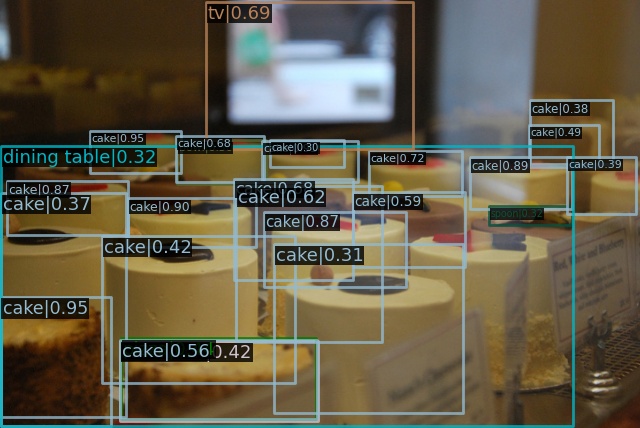 tv|0.69
cake|0.38
cake|0.49
cake|0.95
cake|0.68
cake|0.30
dining table|0.32
cake|0.72
cake|0.89
cake|0.39
cake|0.87
cake|0.68
cake|0.62
cake|0.37
cake|0.90
cake|0.59
spoon|0.32
cake|0.87
cake|0.42
cake|0.31
cake|0.95
cake|0.56
0.42